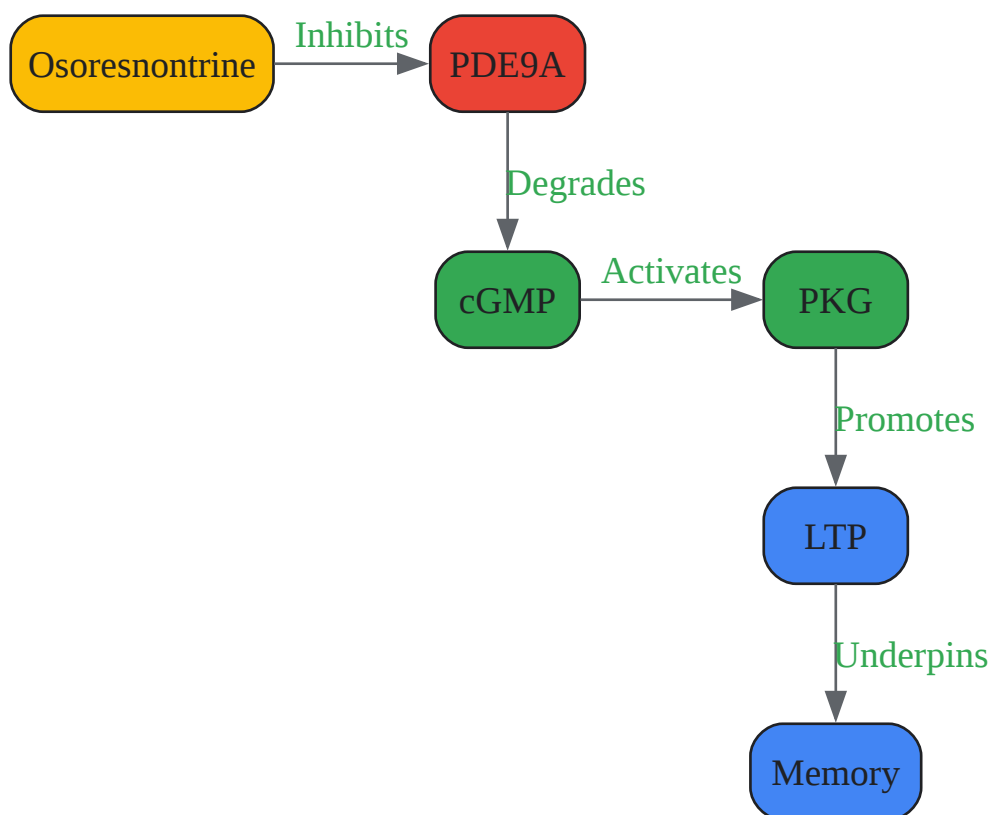 Inhibits
Osoresnontrine
PDE9A
Degrades
Activates
cGMP
PKG
Promotes
LTP
Underpins
Memory